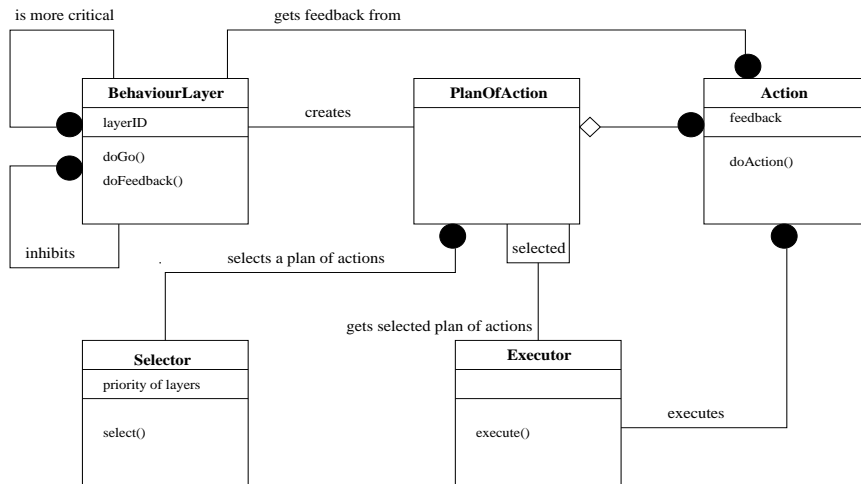 is more critical
gets feedback from
BehaviourLayer
PlanOfAction
Action
layerID
creates
feedback
doGo()
doFeedback()
doAction()
inhibits
selects a plan of actions
selected
gets selected plan of actions
Selector
Executor
priority of layers
executes
select()
execute()